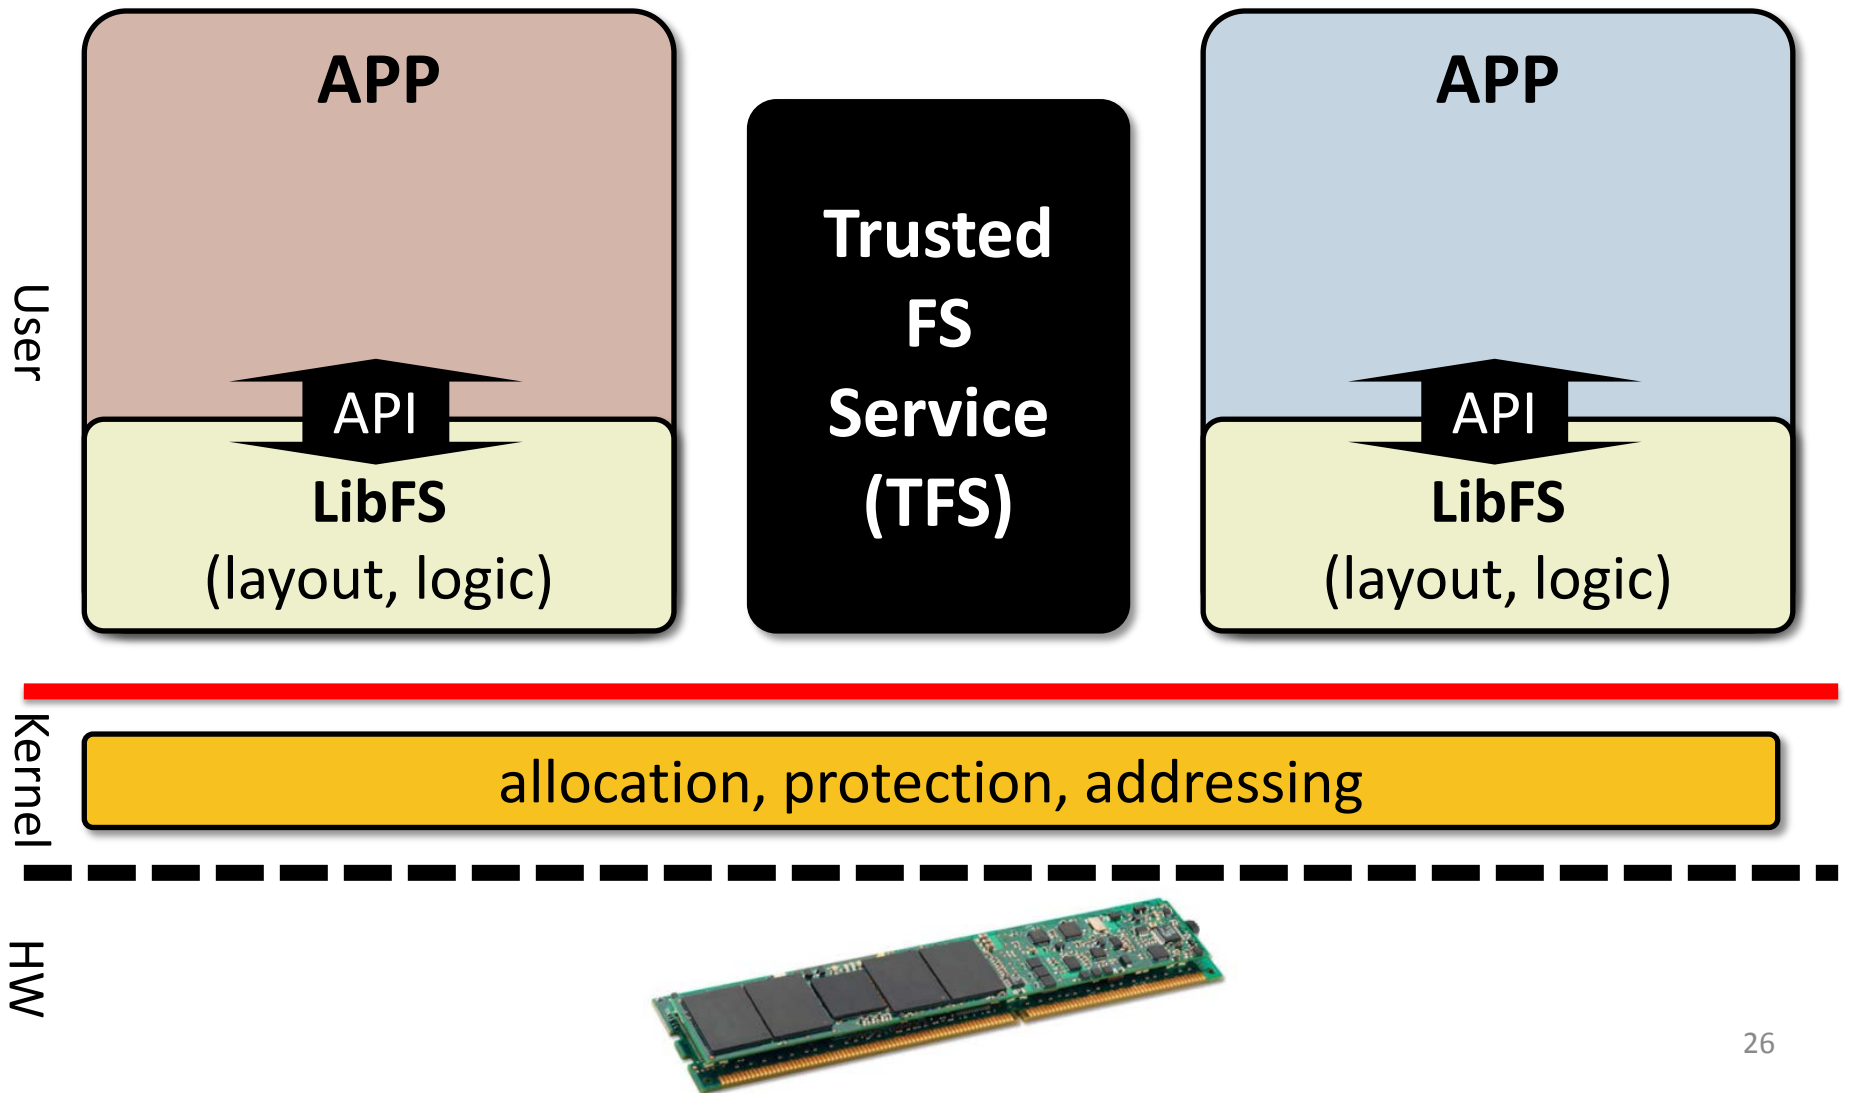 APP
API
LibFS
(layout, logic)
Trusted
FS
Service
(TFS)
APP
API
LibFS
(layout, logic)
User
Kernel
allocation, protection, addressing
HW
26